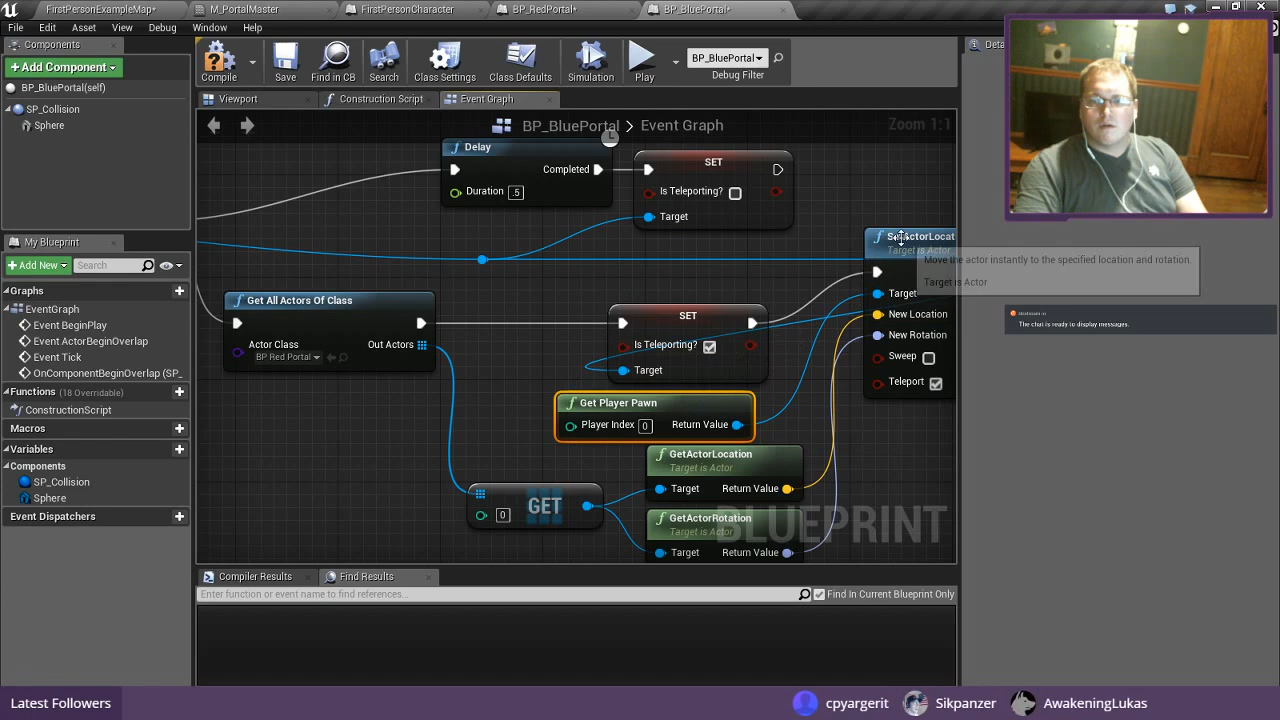 FirstPersonExampleMap*
M_PortalMaster
FirstPersonCharacter
BP_RedPortal*
BP_BluePortal*
File Edit Asset View Debug Window Help
Components
Add Component
BP_BluePortal(self)
SP_Collision
Sphere
Compile
Save
Find in CB
Search
Class Settings
Class Defaults
Simulation
Play
BP_BluePortal*
Debug Filter
Viewport
Construction Script
Event Graph
BP_BluePortal > Event Graph
Zoom 1:1
My Blueprint
Add New
Search
Graphs
EventGraph
Event BeginPlay
Event ActorBeginOverlap
Event Tick
OnComponentBeginOverlap (SP_
Functions (18 Overridable)
ConstructionScript
Macros
Variables
Components
SP_Collision
Sphere
Event Dispatchers
Delay
Completed
Duration .5
SET
Is Teleporting?
Target
Get All Actors Of Class
Actor Class
BP Red Portal
Out Actors
SET
Is Teleporting?
Target
Get Player Pawn
Player Index 0
Return Value
GetActorLocation
Target is Actor
Target
Return Value
GetActorRotation
Target is Actor
Target
Return Value
0
GET
Target is Actor
Target
New Location
New Rotation
Sweep
Teleport
Move the actor instantly to the specified location and rotation.
Target is Actor
BLUEPRINT
Compiler Results
Find Results
Enter function or event name to find references...
Find In Current Blueprint Only
Deta
The chat is ready to display messages.
Latest Followers
cpyargerit
Sikpanzer
AwakeningLukas